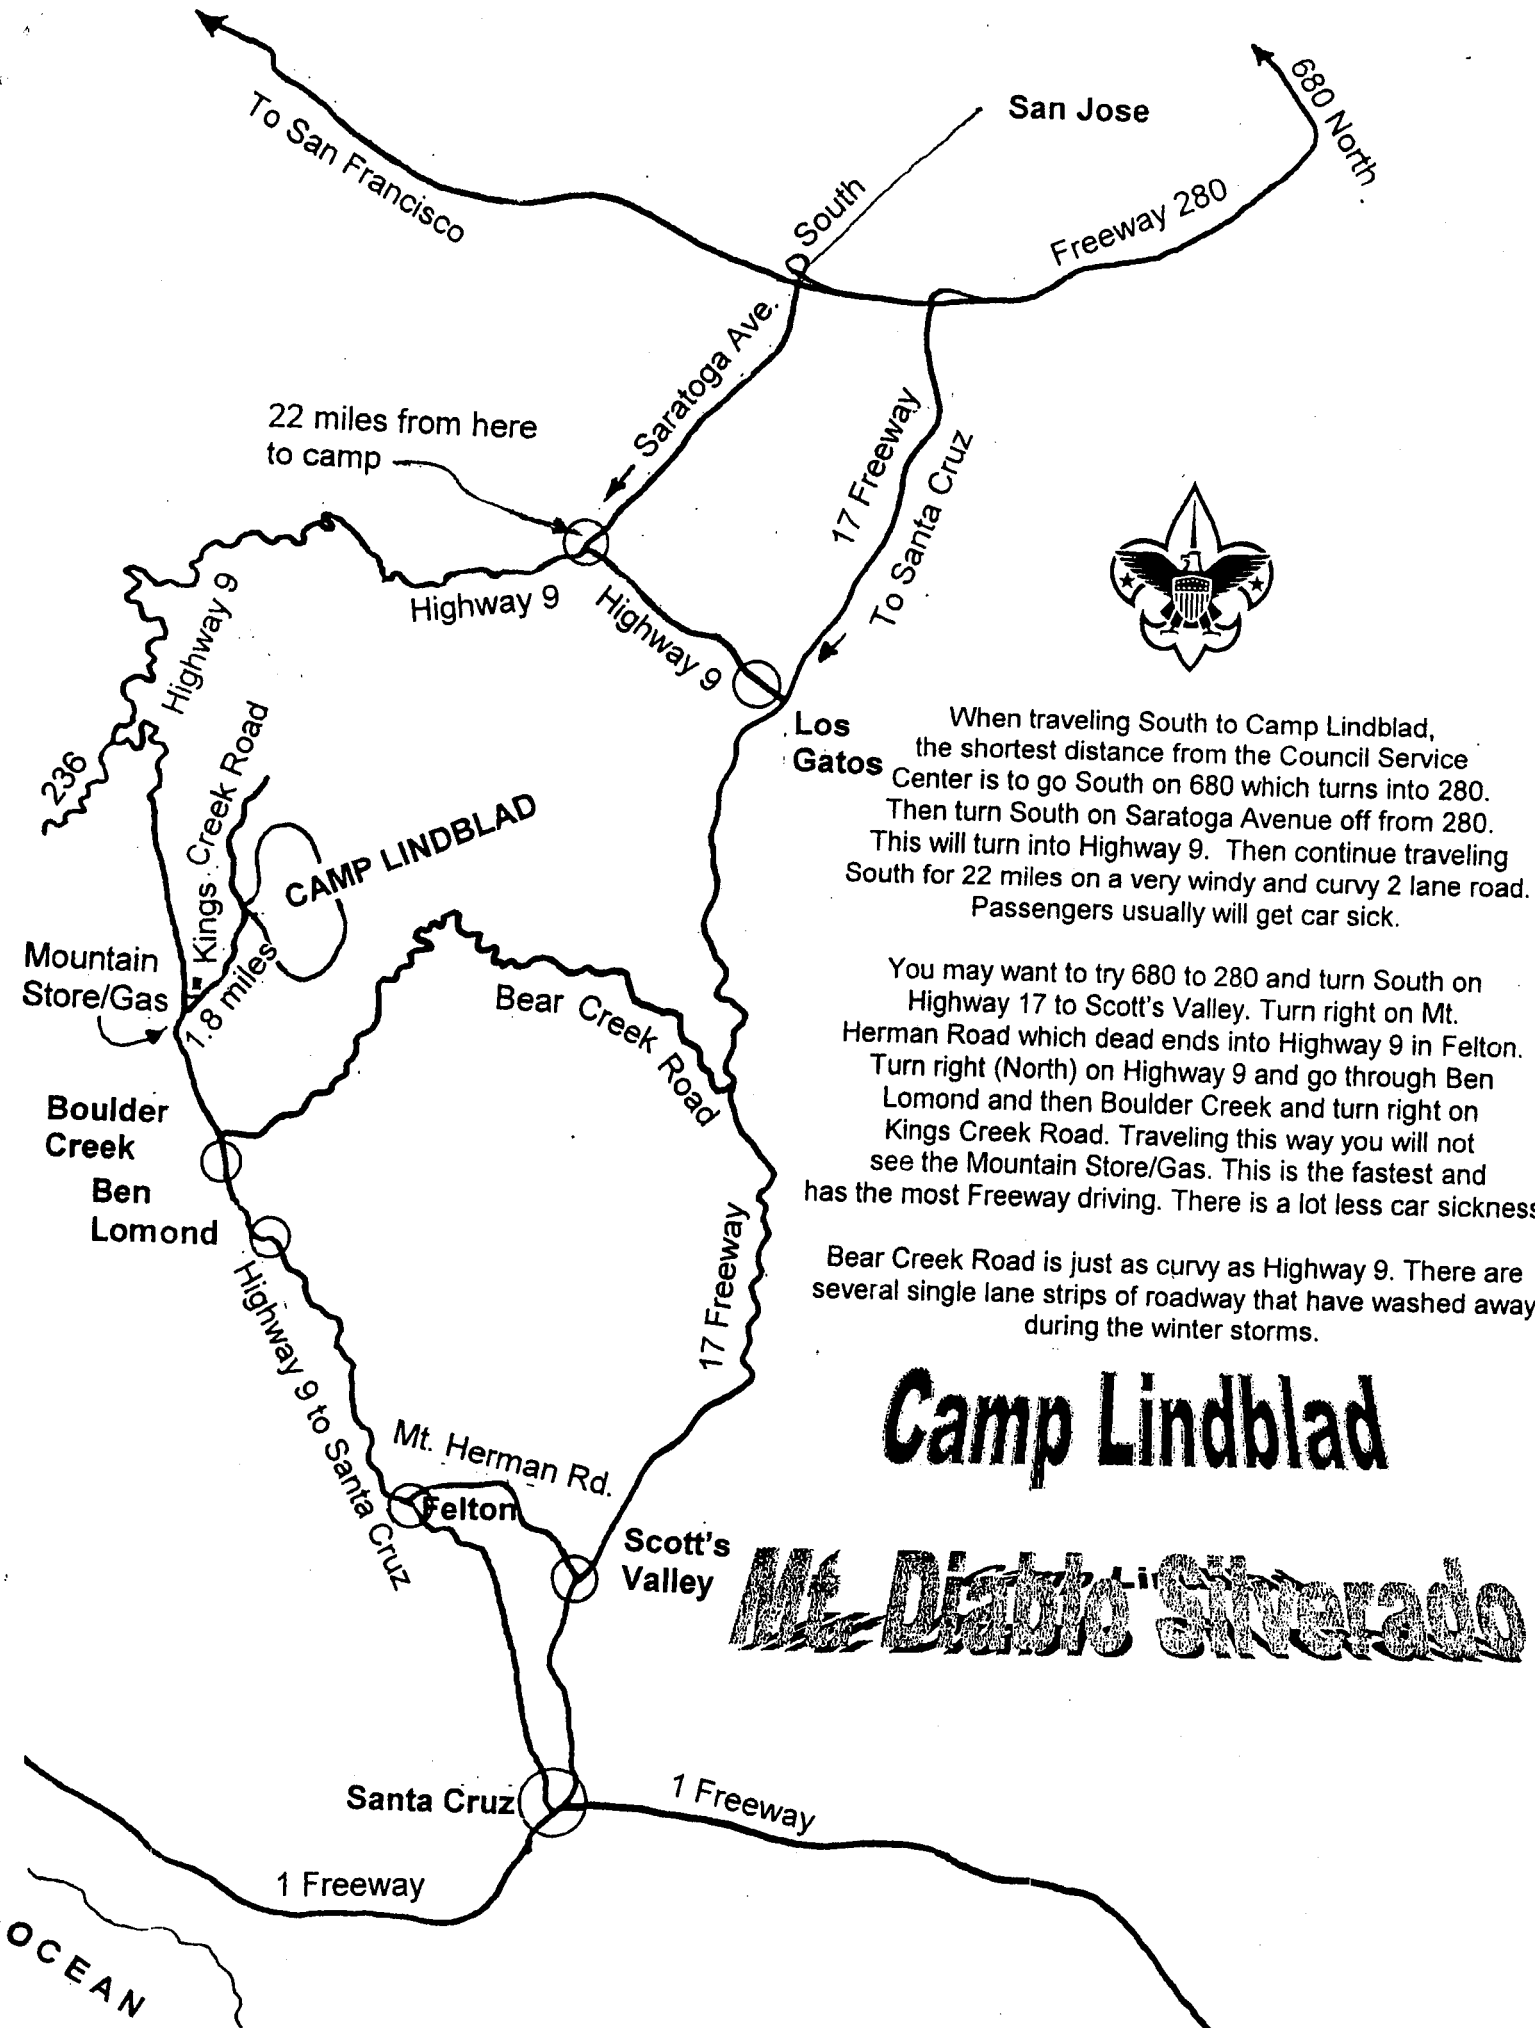 680 North
San Jose
To San Francisco
South
Freeway 280
Saratoga Ave.
22 miles from here
to camp
17 Freeway
To Santa Cruz
Highway 9
Highway 9
Highway 9
Los
Gatos
236
Kings Creek Road
CAMP LINDBLAD
Mountain
Store/Gas
1.8 miles
Bear Creek Road
Boulder
Creek
Ben
Lomond
17 Freeway
Highway 9 to Santa Cruz
Mt. Herman Rd.
Felton
Scott's
Valley
Santa Cruz
1 Freeway
1 Freeway
OCEAN
When traveling South to Camp Lindblad,
the shortest distance from the Council Service
Center is to go South on 680 which turns into 280.
Then turn South on Saratoga Avenue off from 280.
This will turn into Highway 9. Then continue traveling
South for 22 miles on a very windy and curvy 2 lane road.
Passengers usually will get car sick.
You may want to try 680 to 280 and turn South on
Highway 17 to Scott's Valley. Turn right on Mt.
Herman Road which dead ends into Highway 9 in Felton.
Turn right (North) on Highway 9 and go through Ben
Lomond and then Boulder Creek and turn right on
Kings Creek Road. Traveling this way you will not
see the Mountain Store/Gas. This is the fastest and
has the most Freeway driving. There is a lot less car sickness
Bear Creek Road is just as curvy as Highway 9. There are
several single lane strips of roadway that have washed away
during the winter storms.
Camp Lindblad
Mt. Diablo Silverado